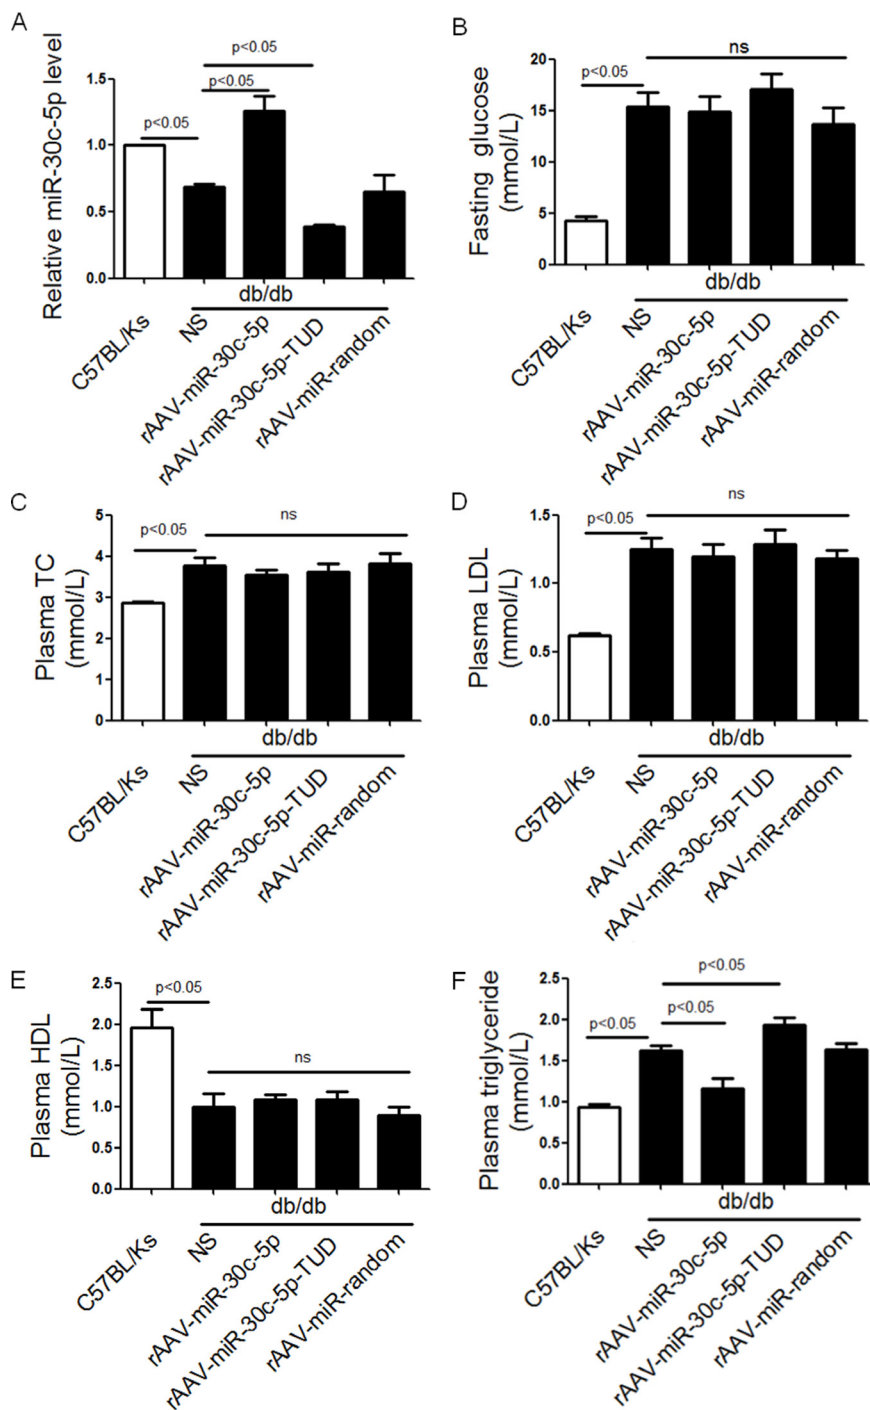 A
Relative miR-30c-5p level
1.5
1.0
0.5
0.0
p<0.05
p<0.05
p<0.05
db/db
C57BL/Ks
NS
rAAV-miR-30c-5p
rAAV-miR-30c-5p-TUD
rAAV-miR-random
B
Fasting glucose
(mmol/L)
20
15
10
5
0
p<0.05
ns
db/db
C57BL/Ks
NS
rAAV-miR-30c-5p
rAAV-miR-30c-5p-TUD
rAAV-miR-random
C
Plasma TC
(mmol/L)
5
4
3
2
1
0
p<0.05
ns
db/db
C57BL/Ks
NS
rAAV-miR-30c-5p
rAAV-miR-30c-5p-TUD
rAAV-miR-random
D
Plasma LDL
(mmol/L)
1.5
1.0
0.5
0.0
p<0.05
ns
db/db
C57BL/Ks
NS
rAAV-miR-30c-5p
rAAV-miR-30c-5p-TUD
rAAV-miR-random
E
Plasma HDL
(mmol/L)
2.5
2.0
1.5
1.0
0.5
0.0
p<0.05
ns
db/db
C57BL/Ks
NS
rAAV-miR-30c-5p
rAAV-miR-30c-5p-TUD
rAAV-miR-random
F
Plasma triglyceride
(mmol/L)
2.5
2.0
1.5
1.0
0.5
0.0
p<0.05
p<0.05
p<0.05
db/db
C57BL/Ks
NS
rAAV-miR-30c-5p
rAAV-miR-30c-5p-TUD
rAAV-miR-random